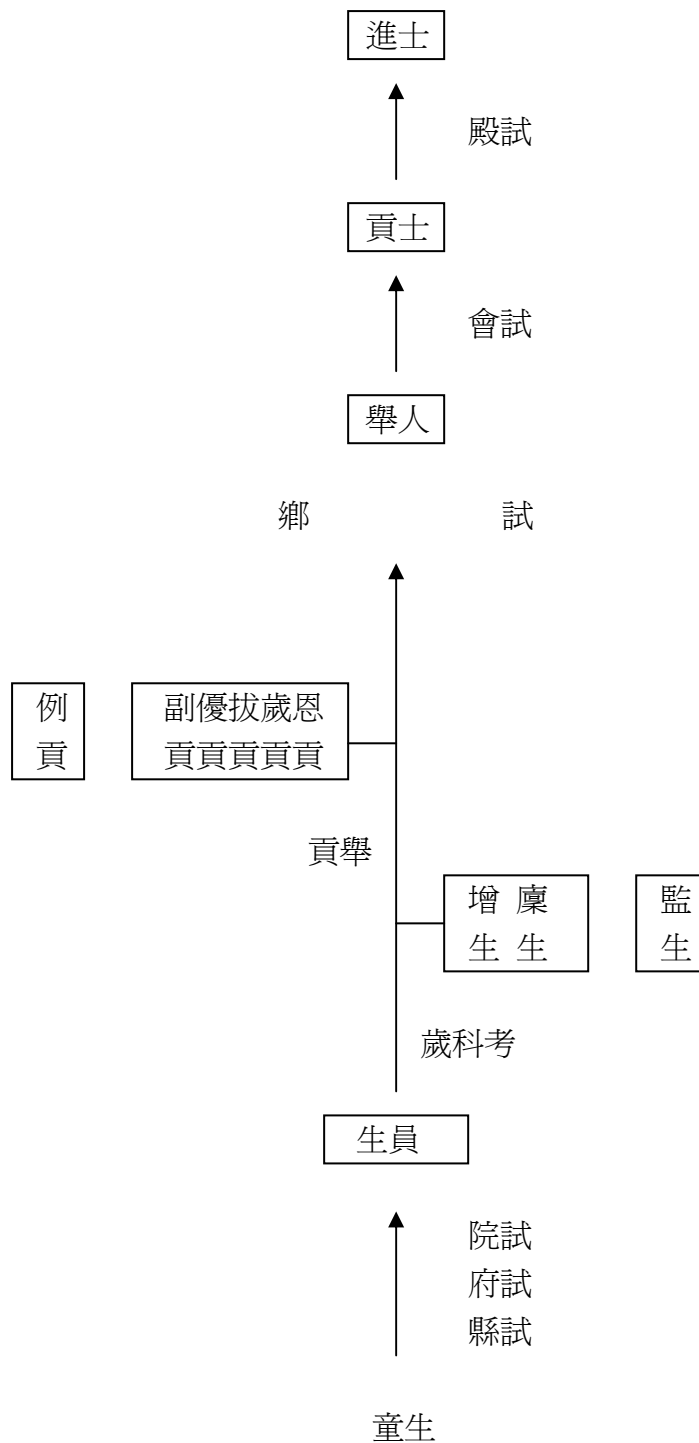 進士
殿試
貢士
會試
舉人
鄉 試
例貢
副優拔歲恩
貢貢貢貢貢
貢舉
增 廩
生 生
監生
歲科考
生員
院試
府試
縣試
童生